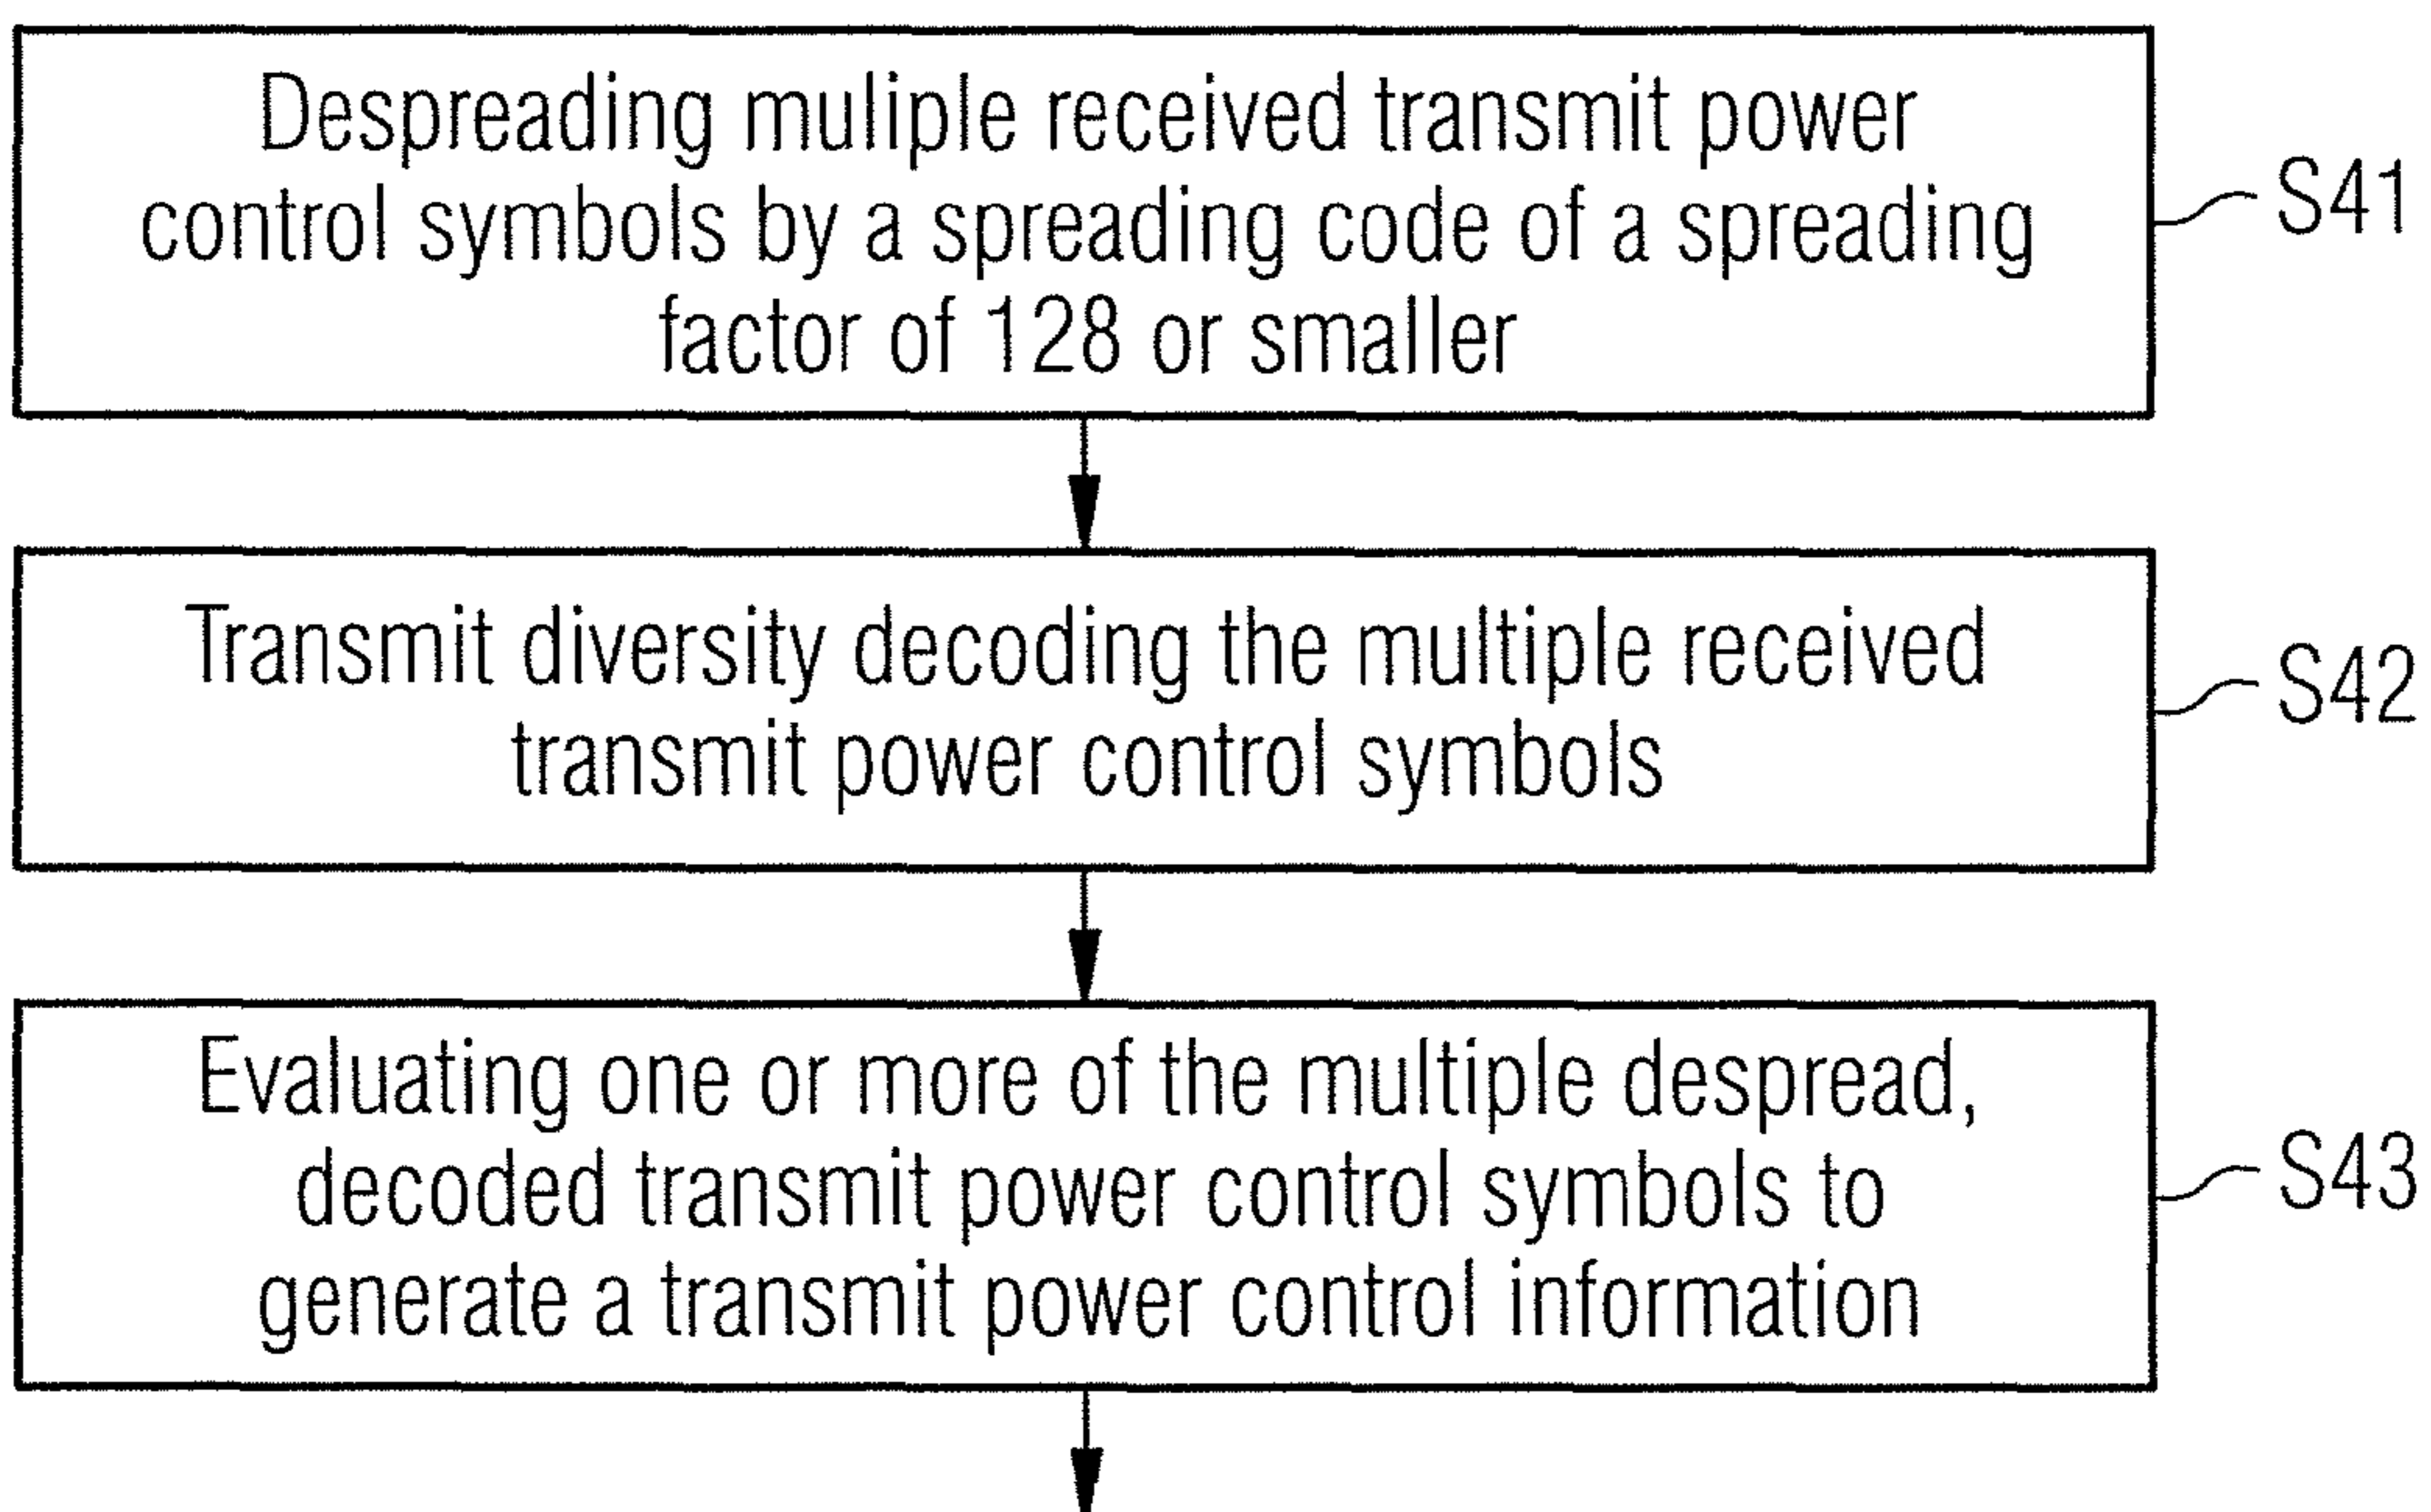 Despreading muliple received transmit power
control symbols by a spreading code of a spreading
factor of 128 or smaller
S41
Transmit diversity decoding the multiple received
transmit power control symbols
S42
Evaluating one or more of the multiple despread,
decoded transmit power control symbols to
generate a transmit power control information
S43